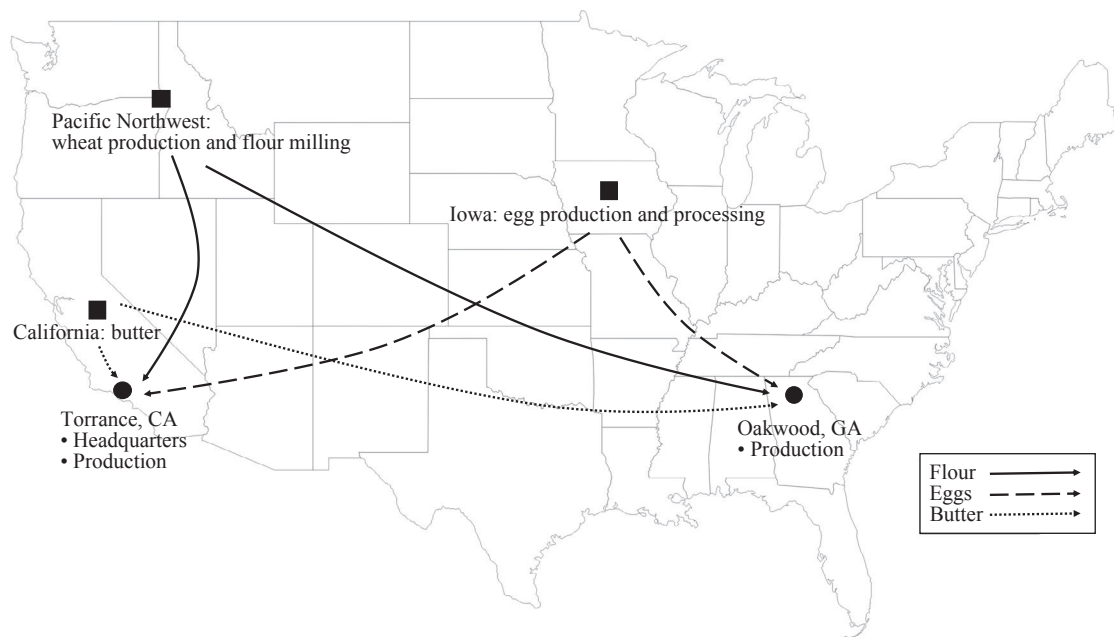 Pacific Northwest:
wheat production and flour milling
Iowa: egg production and processing
California: butter
Torrance, CA
• Headquarters
• Production
Oakwood, GA
• Production
Flour
Eggs
Butter